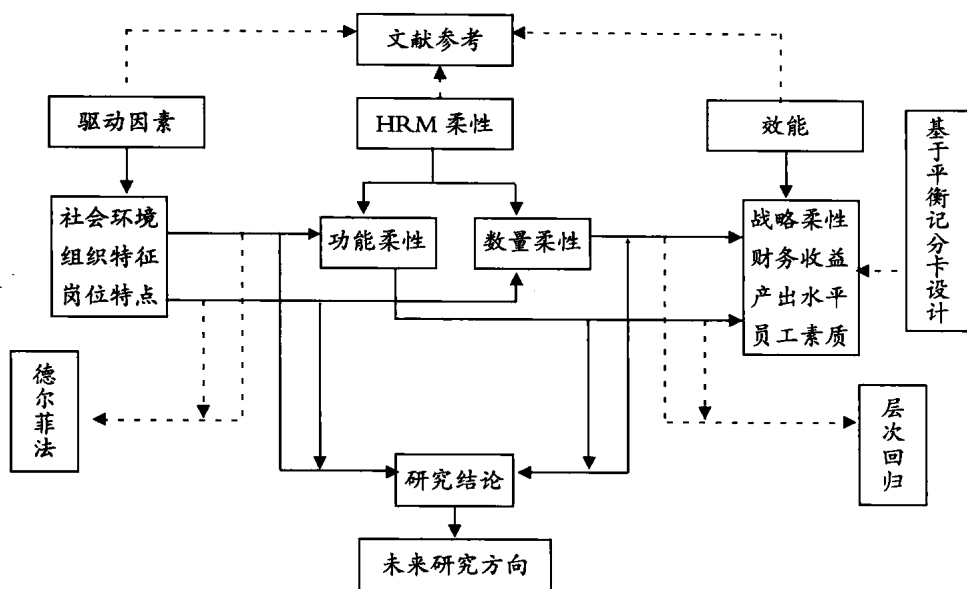 文献参考
驱动因素
HRM 柔性
效能
基于平衡记分卡设计
社会环境
组织特征
岗位特点
功能柔性
数量柔性
战略柔性
财务收益
产出水平
员工素质
德尔菲法
层次回归
研究结论
未来研究方向